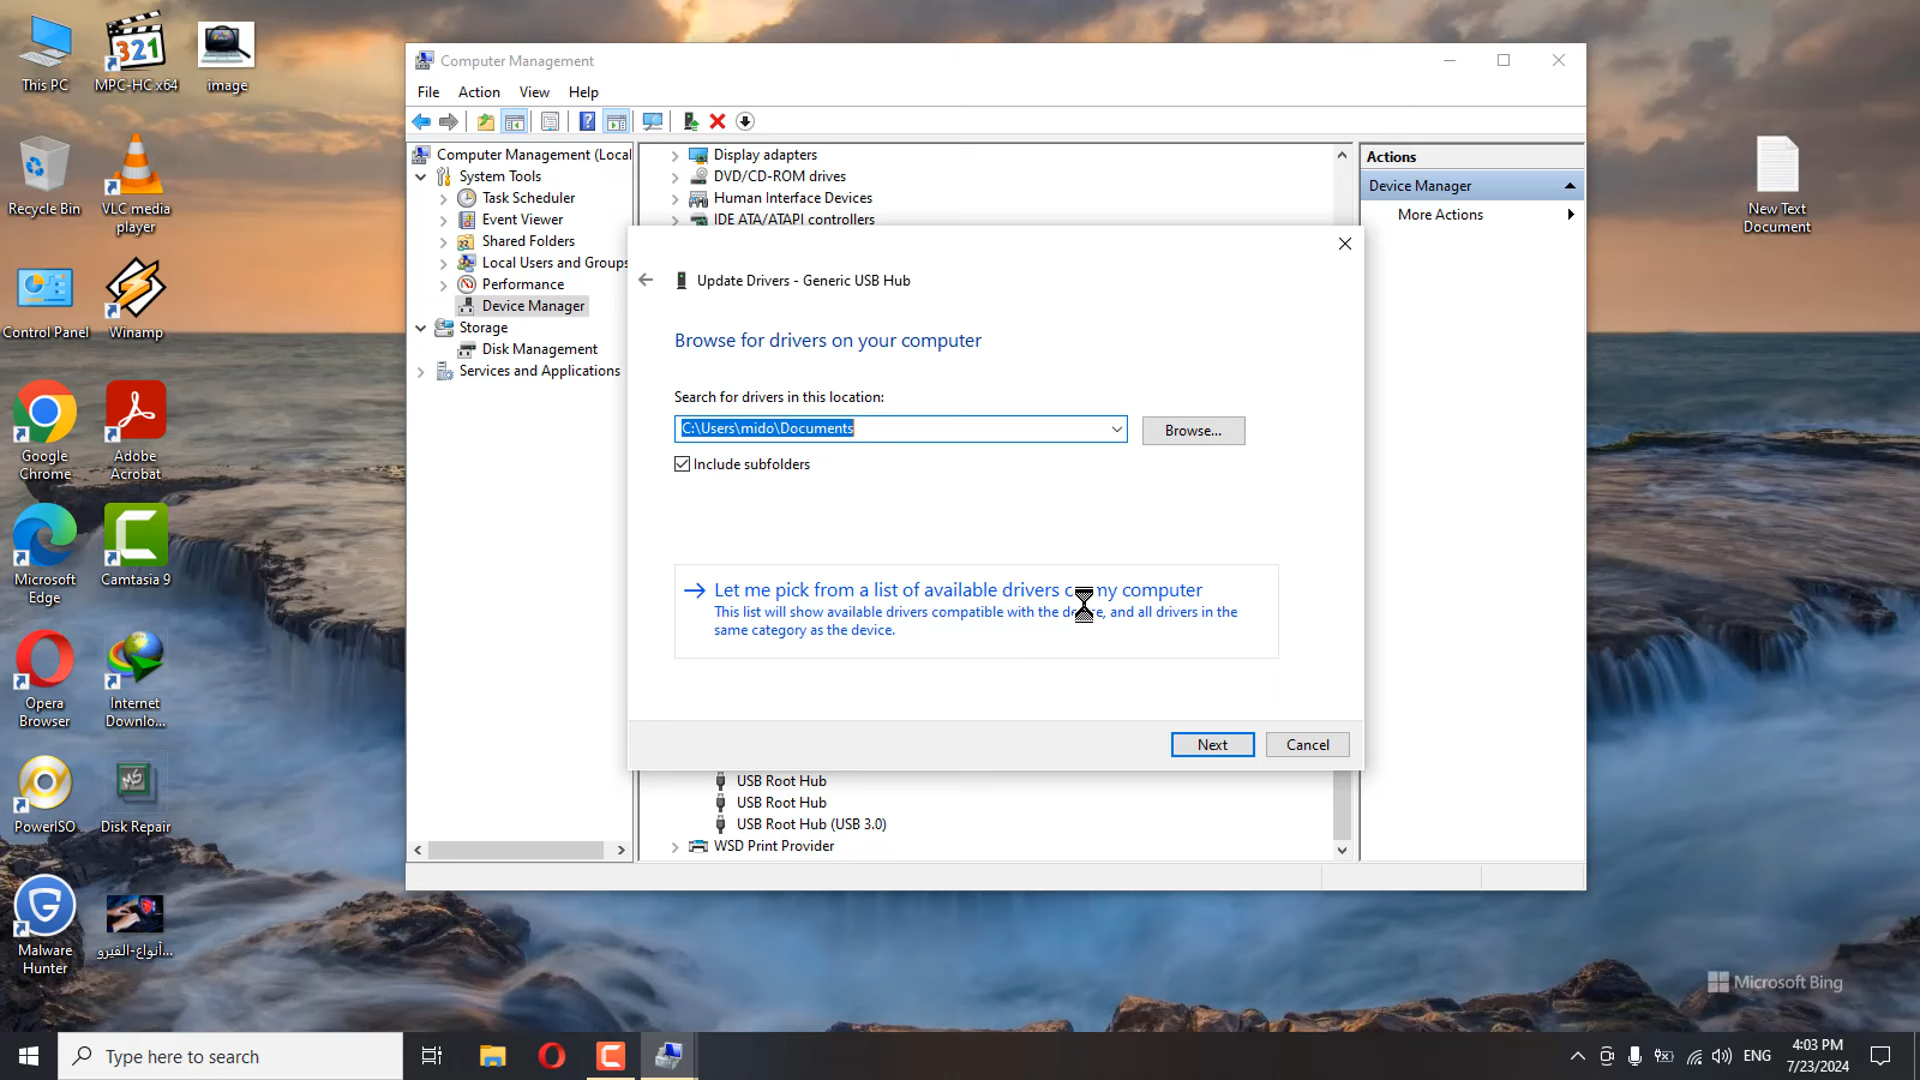 This PC
MPC-HC x64
image
Recycle Bin
VLC media
player
Control Panel
Winamp
Google
Chrome
Adobe
Acrobat
Microsoft
Edge
Camtasia 9
Opera
Browser
Internet
Downlo...
PowerISO
Disk Repair
Malware
Hunter
أنواع-الفيرو...
New Text
Document
Computer Management
File
Action
View
Help
Computer Management (Local
System Tools
Task Scheduler
Event Viewer
Shared Folders
Local Users and Groups
Performance
Device Manager
Storage
Disk Management
Services and Applications
Display adapters
DVD/CD-ROM drives
Human Interface Devices
IDE ATA/ATAPI controllers
Actions
Device Manager
More Actions
Update Drivers - Generic USB Hub
Browse for drivers on your computer
Search for drivers in this location:
C:\Users\mido\Documents
Browse...
Include subfolders
Let me pick from a list of available drivers my computer
This list will show available drivers compatible with the and all drivers in the
same category as the device.
Next
Cancel
USB Root Hub
USB Root Hub
USB Root Hub (USB 3.0)
WSD Print Provider
Microsoft Bing
Type here to search
ENG
4:03 PM
7/23/2024